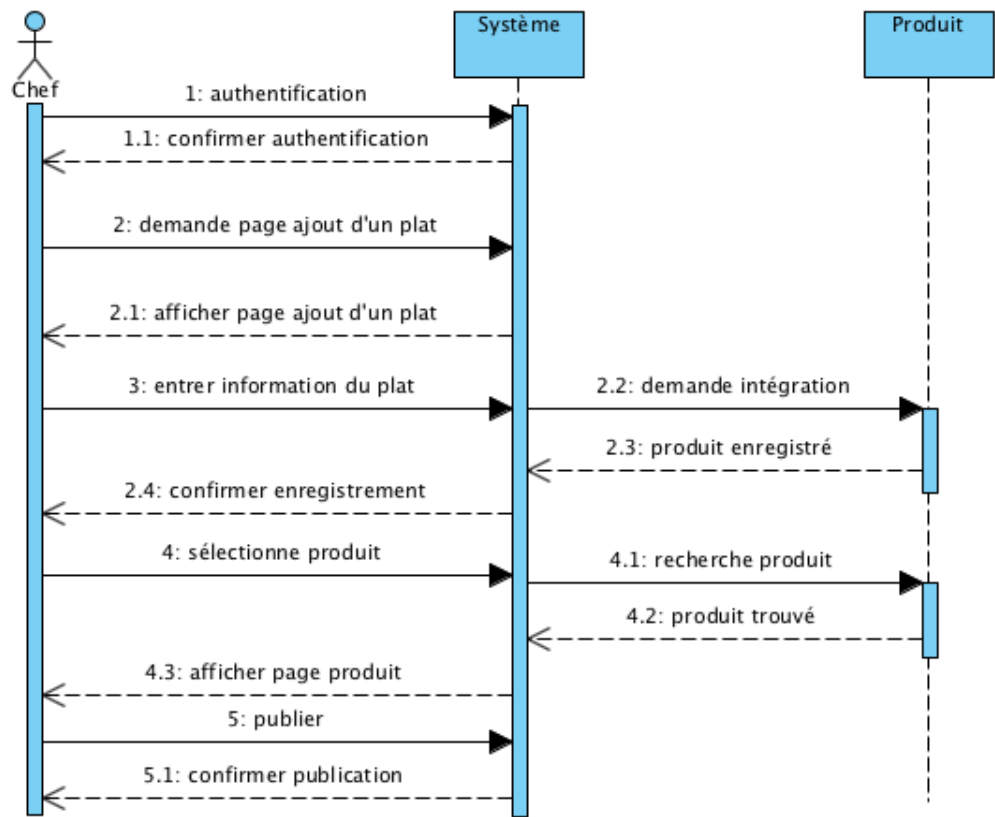 Système
Produit
Chef
1: authentification
1.1: confirmer authentification
2: demande page ajout d'un plat
2.1: afficher page ajout d'un plat
3: entrer information du plat
2.2: demande intégration
2.3: produit enregistré
2.4: confirmer enregistrement
4: sélectionne produit
4.1: recherche produit
4.2: produit trouvé
4.3: afficher page produit
5: publier
5.1: confirmer publication